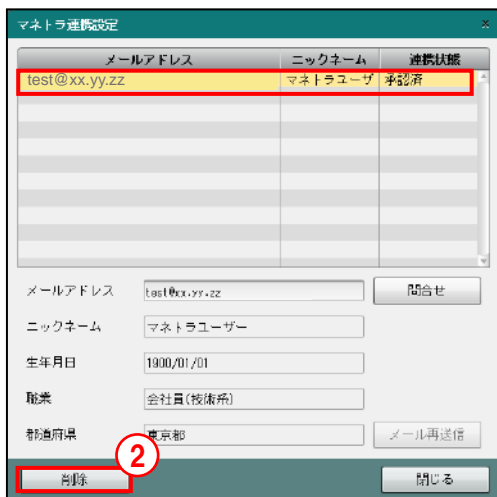 マネトラ連携設定 ×
メールアドレス ニックネーム 連携状態
test@xx.yy.zz マネトラユーザ 承認済
メールアドレス test@xx.yy.zz 問合せ
ニックネーム マネトラユーザー
生年月日 1900/01/01
職業 会社員(技術系)
都道府県 東京都 メール再送信
2
削除 閉じる